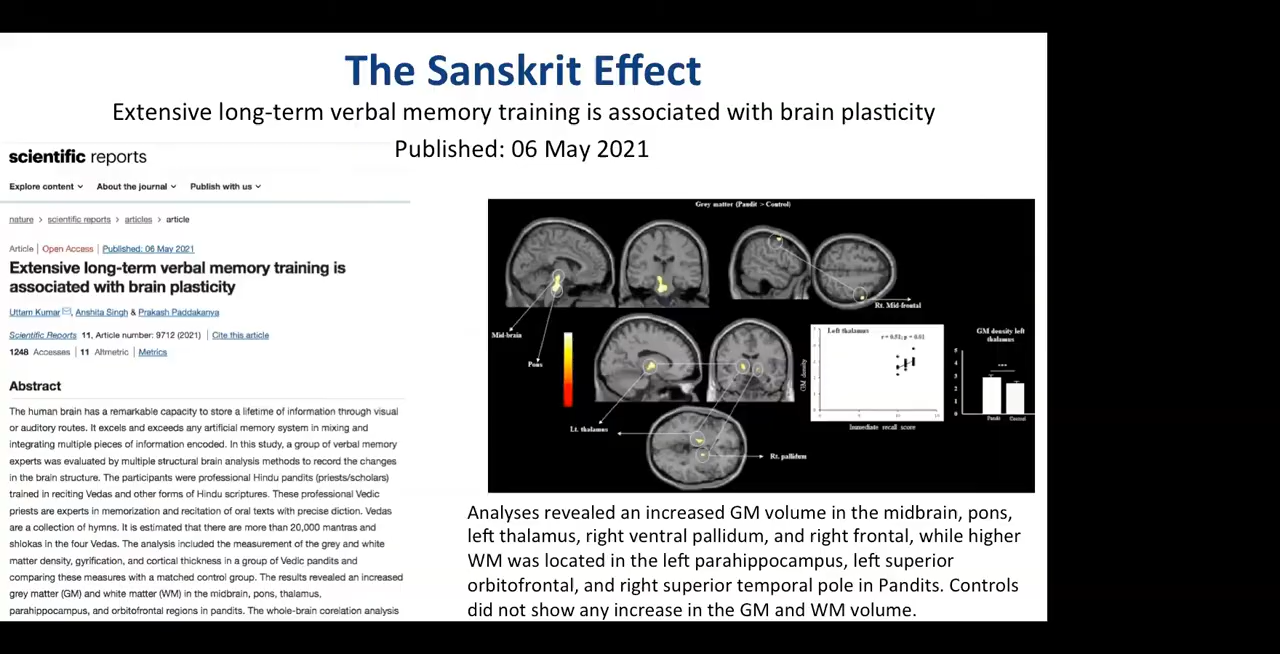 The Sanskrit Effect
Extensive long-term verbal memory training is associated with brain plasticity
Published: 06 May 2021
scientific reports
Explore content
About the journal
Publish with us
nature > scientific reports > articles > article
Article | Open Access | Published: 06 May 2021
Extensive long-term verbal memory training is
associated with brain plasticity
Uttam Kumar, Anshita Singh & Prakash Paddakanya
Scientific Reports 11, Article number: 9712 (2021) | Cite this article
1248 Accesses | 11 Altmetric | Metrics
Abstract
The human brain has a remarkable capacity to store a lifetime of information through visual
or auditory routes. It excels and exceeds any artificial memory system in mixing and
integrating multiple pieces of information encoded. In this study, a group of verbal memory
experts was evaluated by multiple structural brain analysis methods to record the changes
in the brain structure. The participants were professional Hindu pandits (priests/scholars)
trained in reciting Vedas and other forms of Hindu scriptures. These professional Vedic
priests are experts in memorization and recitation of oral texts with precise diction. Vedas
are a collection of hymns. It is estimated that there are more than 20,000 mantras and
shlokas in the four Vedas. The analysis included the measurement of the grey and white
matter density, gyrification, and cortical thickness in a group of Vedic pandits and
comparing these measures with a matched control group. The results revealed an increased
grey matter (GM) and white matter (WM) in the midbrain, pons, thalamus,
parahippocampus, and orbitofrontal regions in pandits. The whole-brain corelation analysis
Grey matter (Pandit > Control)
Mid-brain
Pons
Rt. Mid-frontal
Lt. thalamus
Rt. pallidum
Left thalamus
GM density
Immediate recall score
GM density left
thalamus
5
4
3
2
1
0
***
Pandit
Control
Analyses revealed an increased GM volume in the midbrain, pons,
left thalamus, right ventral pallidum, and right frontal, while higher
WM was located in the left parahippocampus, left superior
orbitofrontal, and right superior temporal pole in Pandits. Controls
did not show any increase in the GM and WM volume.